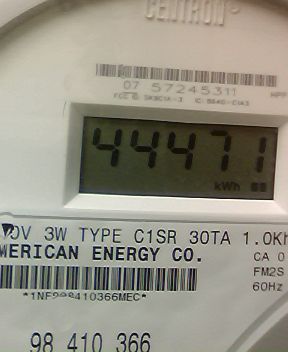 CENTRON®
07 57245311
44471
kWh
3W TYPE C1SR 30TA 1.0Kh
MERICAN ENERGY CO.
CA 0
FM2S
60Hz
98 410 366